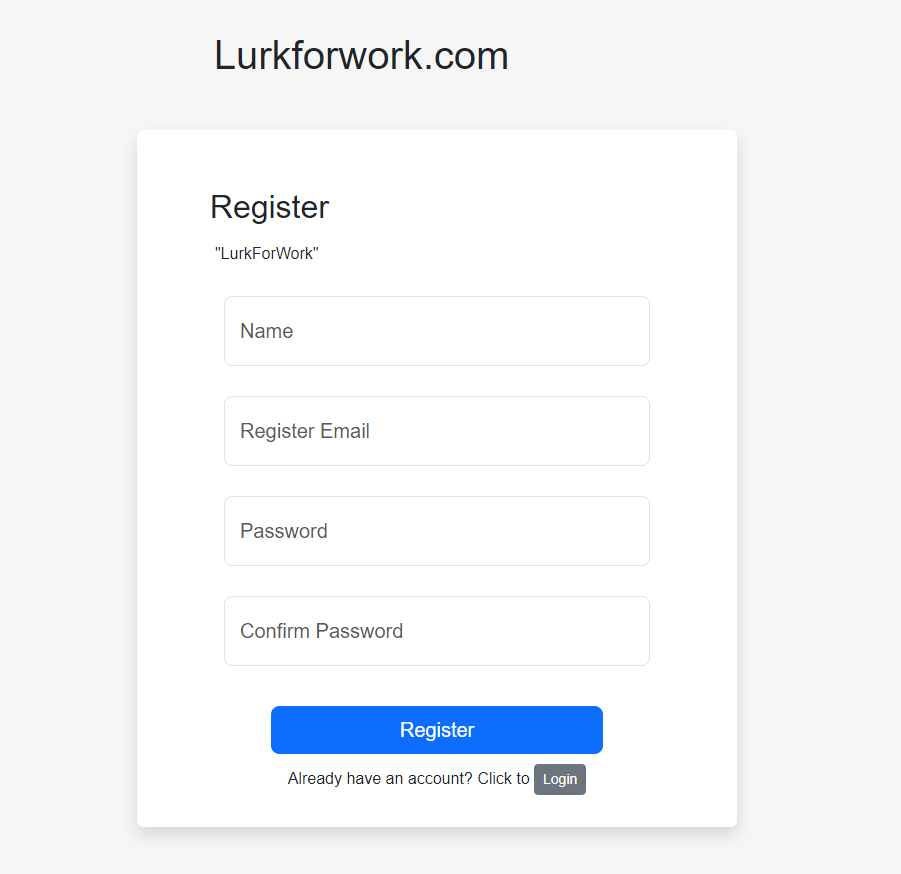 Lurkforwork.com
Register
"LurkForWork"
Name
Register Email
Password
Confirm Password
Register
Already have an account? Click to Login